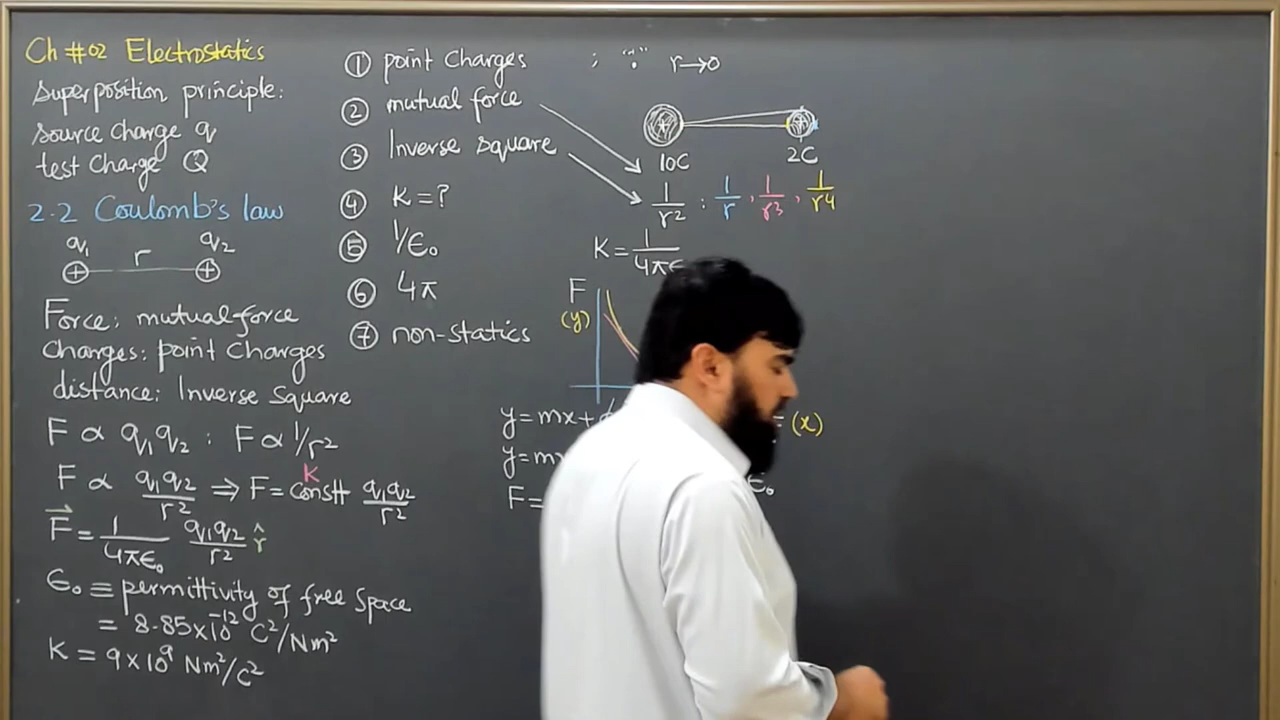 Ch #02 Electrostatics
Superposition principle:
Source charge q
test charge Q
2.2 Coulomb's law
q₁ r q₂
Force: mutual force
Charges: point Charges
distance: Inverse Square
F ∝ q₁q₂ : F ∝ 1/r²
F ∝ q₁q₂/r² ⇒ F = constt q₁q₂/r²
K
F⃗ = 1/4πϵ₀ q₁q₂/r² r̂
ϵ₀ ≡ permittivity of free Space
= 8.85×10⁻¹² C²/Nm²
K = 9×10⁹ Nm²/C²
① point Charges ; "∵" r→0
② mutual force
③ Inverse square
④ K=?
⑤ 1/ϵ₀
⑥ 4π
⑦ non-statics
10C 2C
1/r² : 1/r , 1/r3 , 1/r4
K = 1/4πϵ
F
(y)
(x)
y = mx +
y = m
F =
ϵ₀